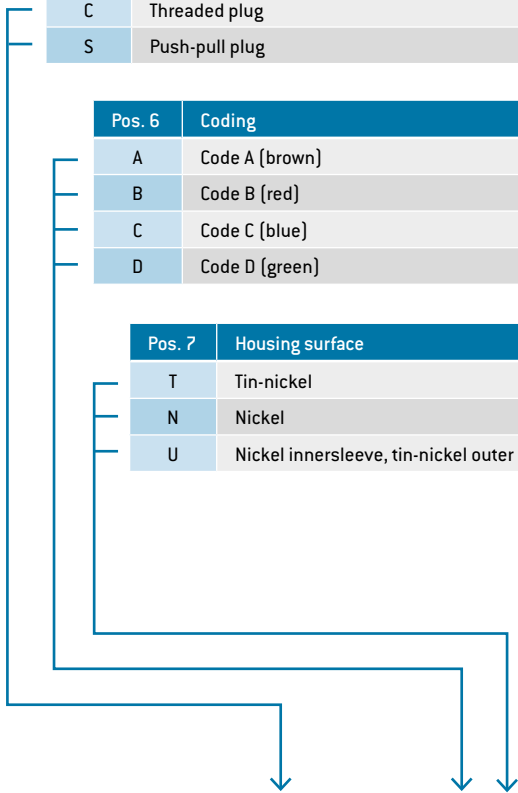 C Threaded plug
S Push-pull plug
Pos. 6 Coding
A Code A (brown)
B Code B (red)
C Code C (blue)
D Code D (green)
Pos. 7 Housing surface
T Tin-nickel
N Nickel
U Nickel innersleeve, tin-nickel outer